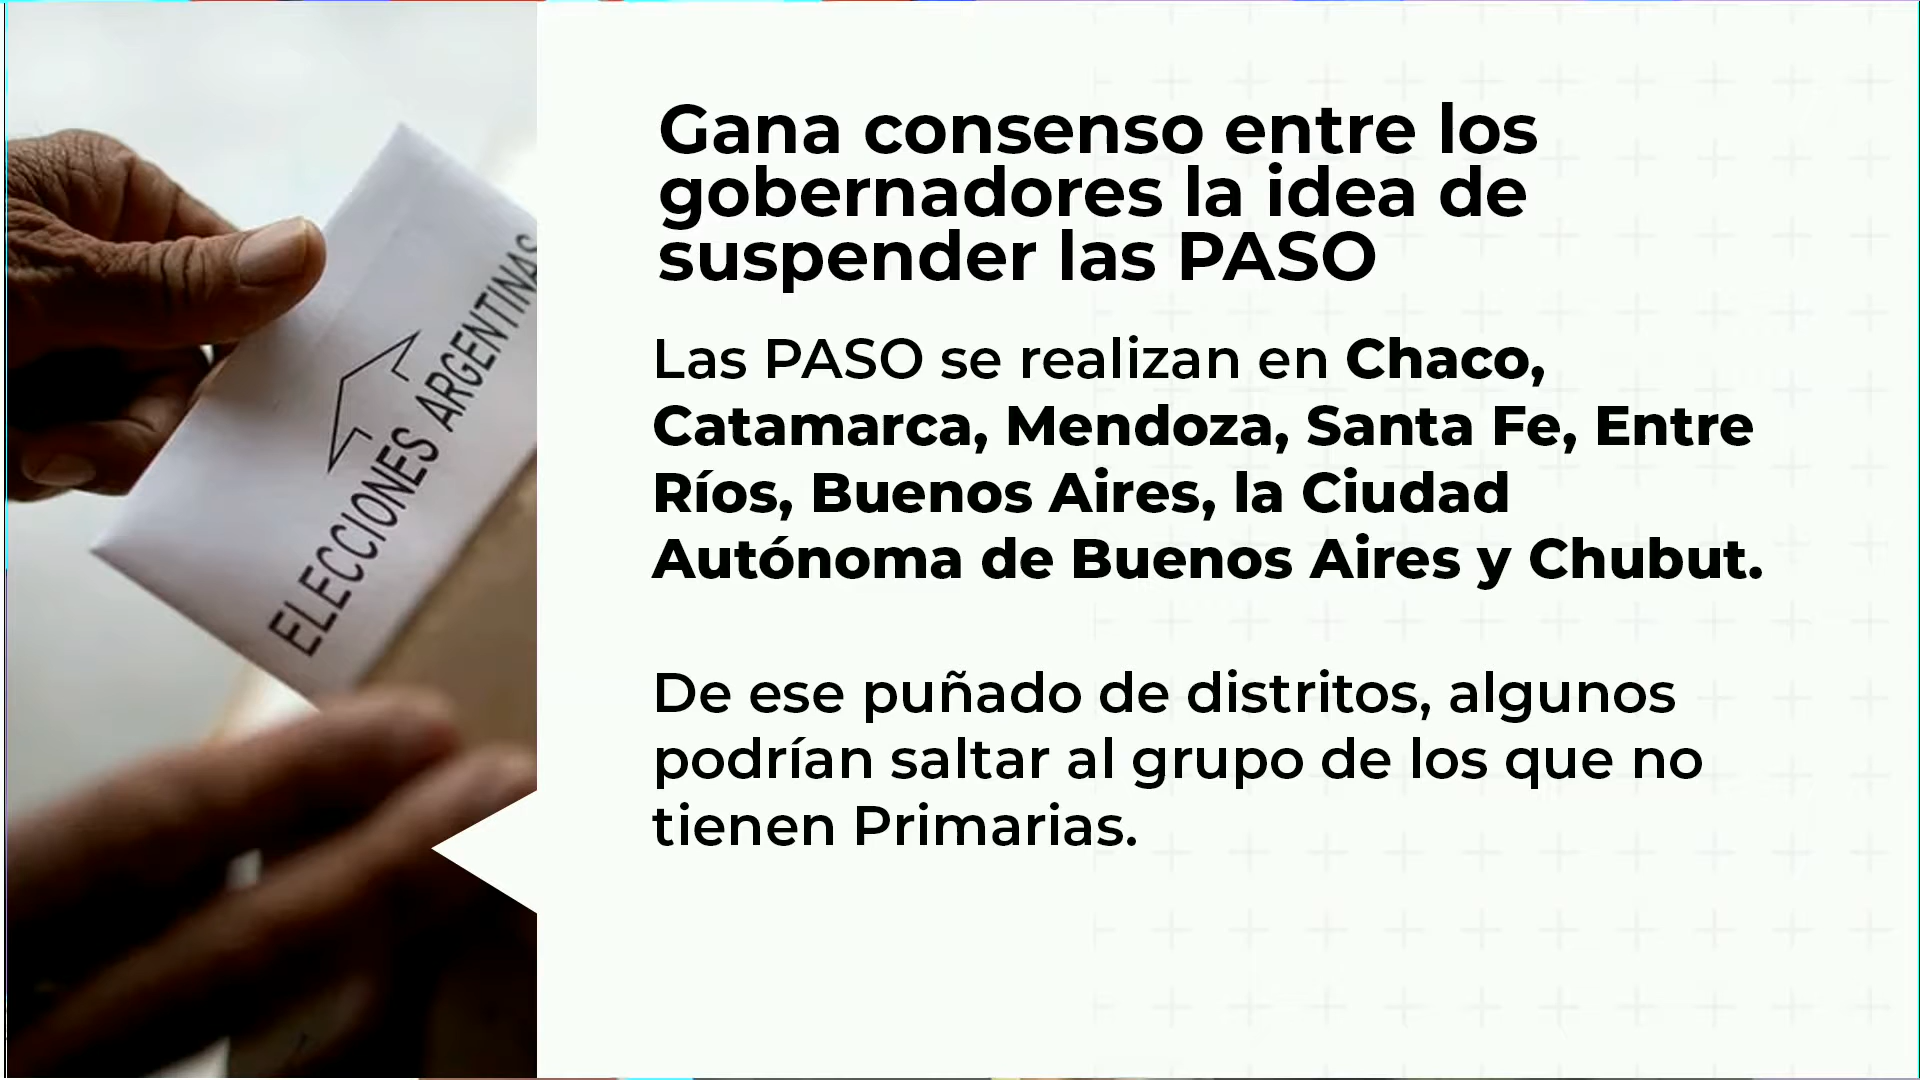 ELECCIONES ARGENTINAS
Gana consenso entre los
gobernadores la idea de
suspender las PASO
Las PASO se realizan en Chaco,
Catamarca, Mendoza, Santa Fe, Entre
Ríos, Buenos Aires, la Ciudad
Autónoma de Buenos Aires y Chubut.
De ese puñado de distritos, algunos
podrían saltar al grupo de los que no
tienen Primarias.